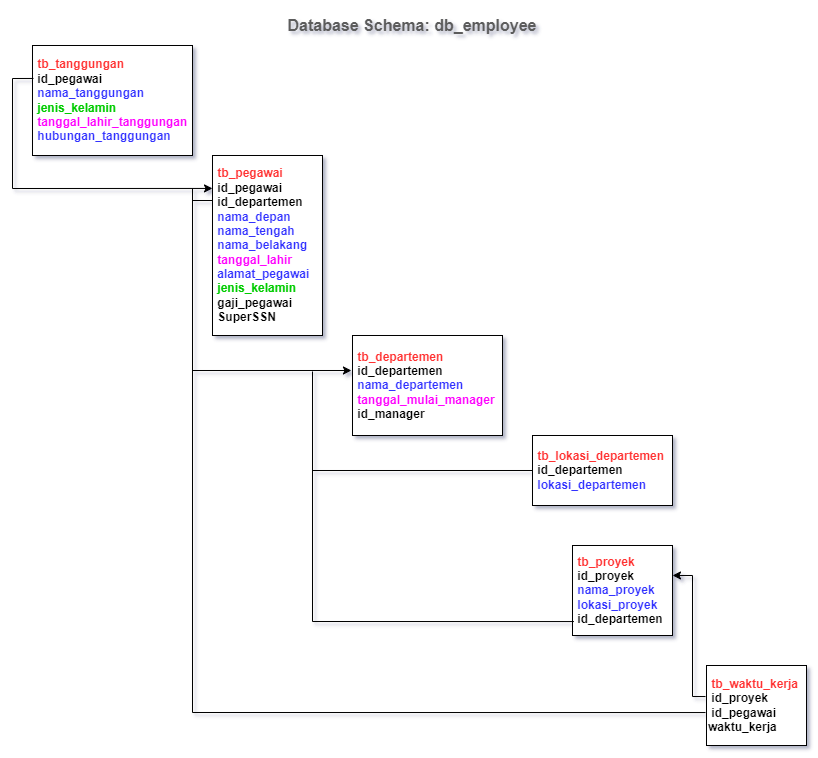 Database Schema: db_employee
tb_tanggungan
id_pegawai
nama_tanggungan
jenis_kelamin
tanggal_lahir_tanggungan
hubungan_tanggungan
tb_pegawai
id_pegawai
id_departemen
nama_depan
nama_tengah
nama_belakang
tanggal_lahir
alamat_pegawai
jenis_kelamin
gaji_pegawai
SuperSSN
tb_departemen
id_departemen
nama_departemen
tanggal_mulai_manager
id_manager
tb_lokasi_departemen
id_departemen
lokasi_departemen
tb_proyek
id_proyek
nama_proyek
lokasi_proyek
id_departemen
tb_waktu_kerja
id_proyek
id_pegawai
waktu_kerja